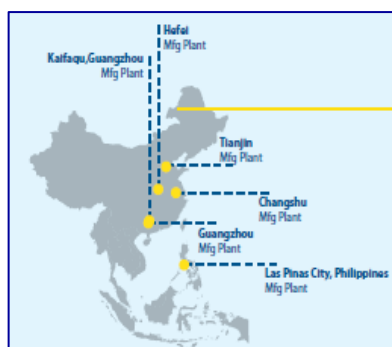 Hefei
Mfg Plant
Kaifaqu,Guangzhou
Mfg Plant
Tianjin
Mfg Plant
Changshu
Mfg Plant
Guangzhou
Mfg Plant
Las Pinas City, Philippines
Mfg Plant